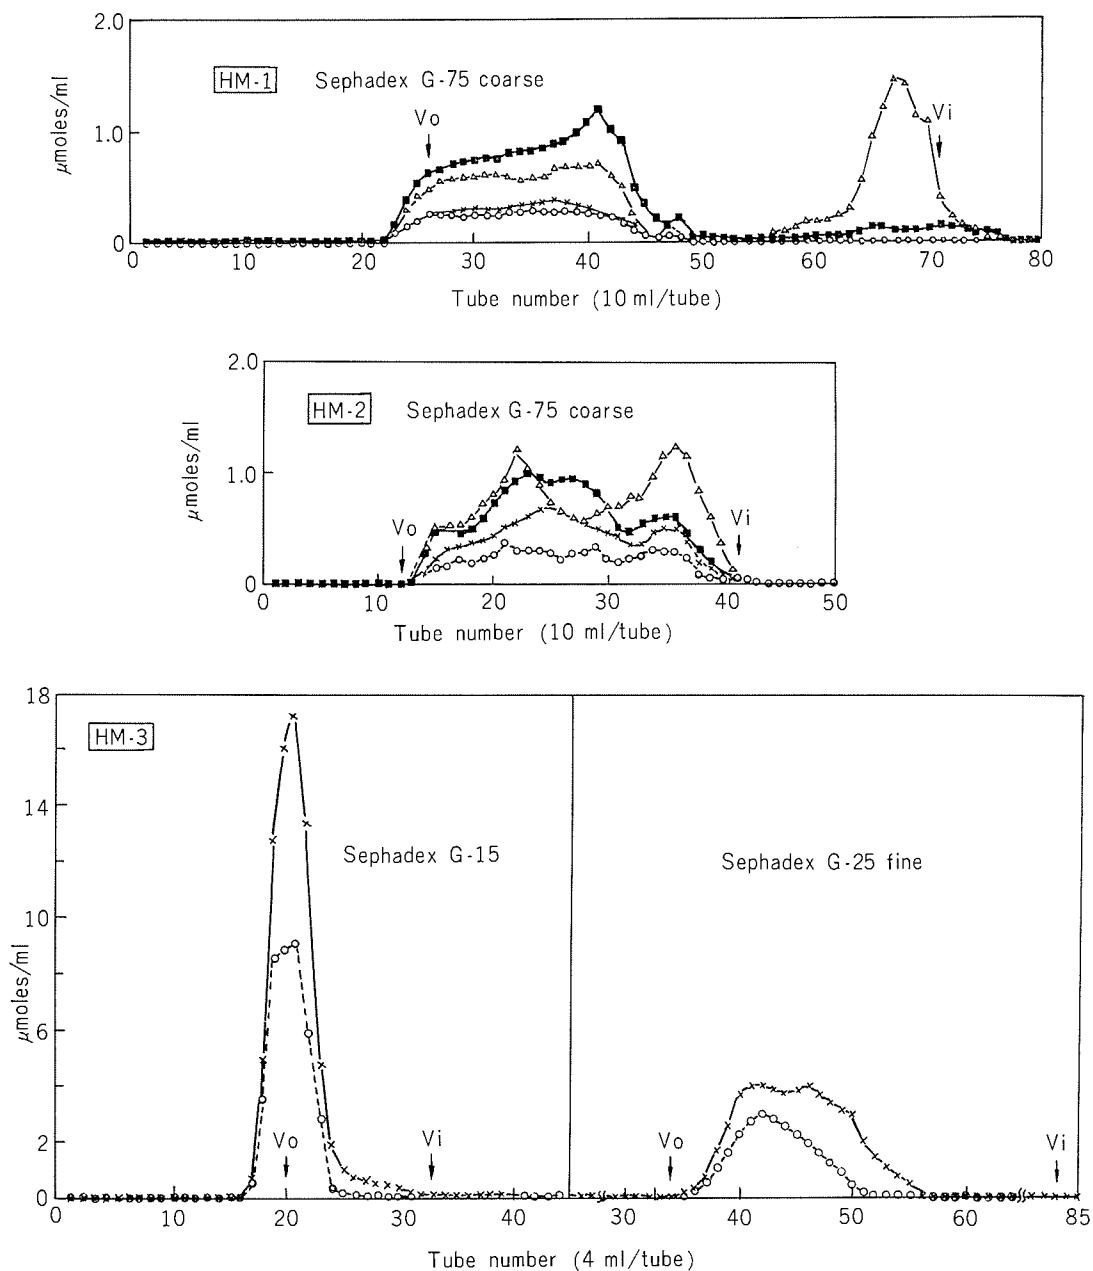 2.0
HM-1 Sephadex G-75 coarse
Vo
Vi
1.0
0
μmoles/ml
0 10 20 30 40 50 60 70 80
Tube number (10 ml/tube)
2.0
HM-2 Sephadex G-75 coarse
1.0
Vo
Vi
0
μmoles/ml
0 10 20 30 40 50
Tube number (10 ml/tube)
18
HM-3
14
Sephadex G-15
Sephadex G-25 fine
10
μmoles/ml
6
2
Vo
Vi
Vo
Vi
0
0 10 20 30 40 30 40 50 60 85
Tube number (4 ml/tube)